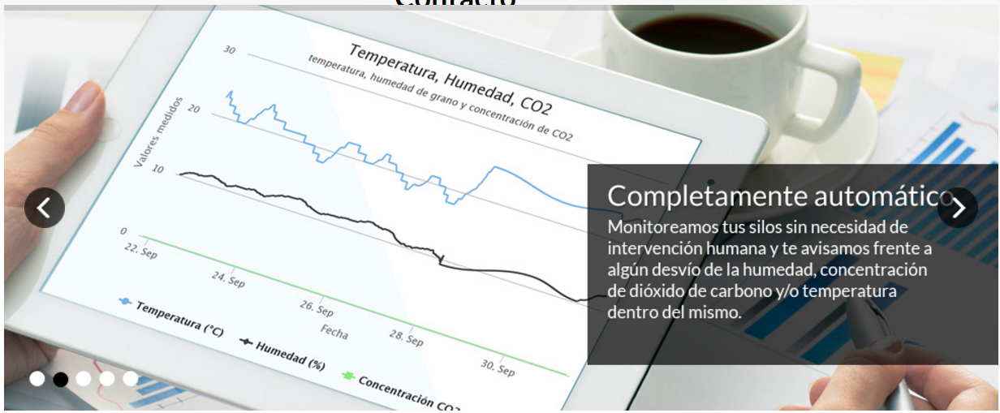 Contacto
Temperatura, Humedad, CO2
temperatura, humedad de grano y concentración de CO2
30
20
10
0
Valores medidos
22. Sep
24. Sep
26. Sep
28. Sep
30. Sep
Fecha
Temperatura (°C)
Humedad (%)
Concentración CO2
Completamente automático
Monitoreamos tus silos sin necesidad de
intervención humana y te avisamos frente a
algún desvío de la humedad, concentración
de dióxido de carbono y/o temperatura
dentro del mismo.